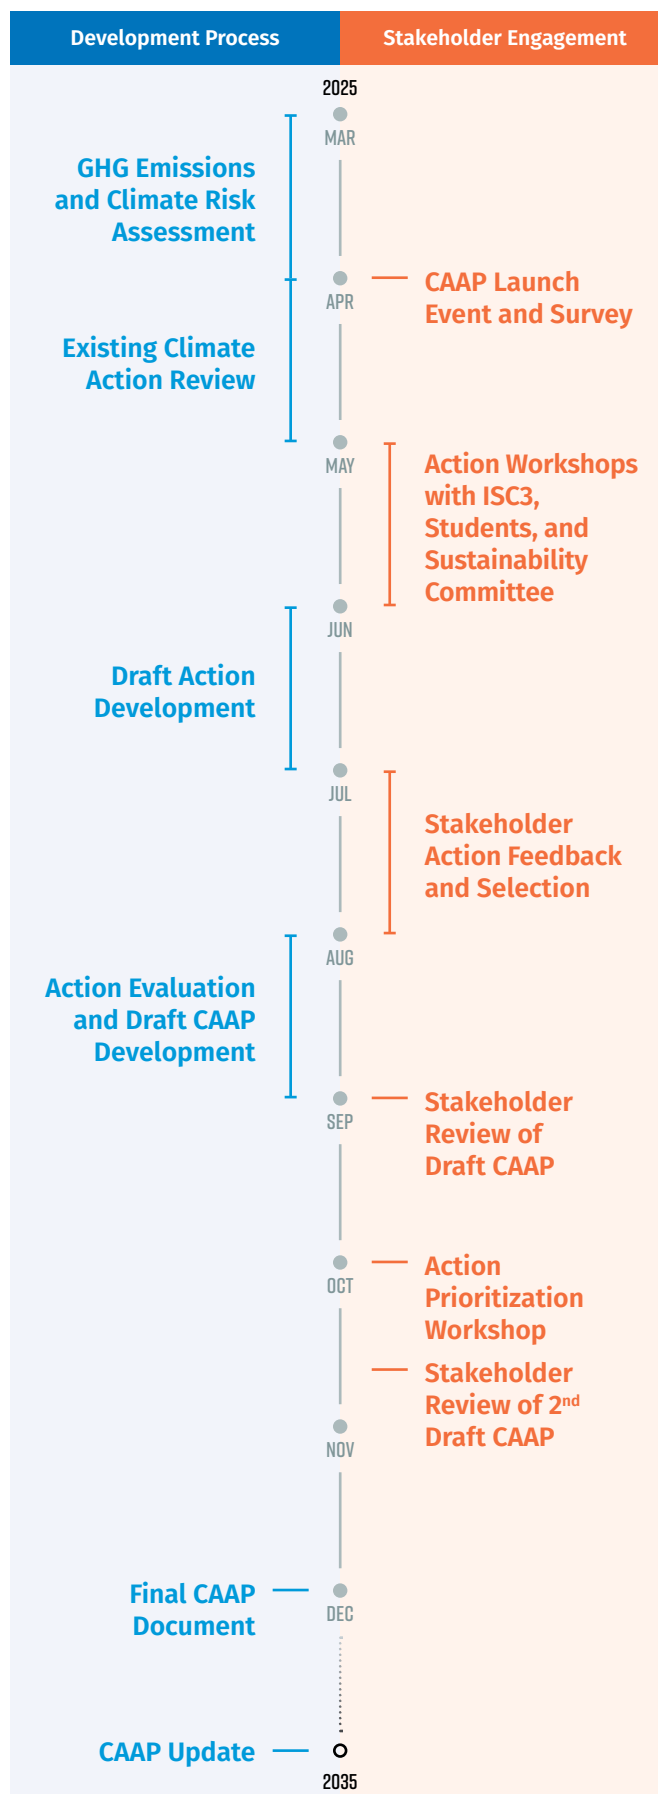 Development Process
Stakeholder Engagement
2025
MAR
GHG Emissions
and Climate Risk
Assessment
APR
CAAP Launch
Event and Survey
Existing Climate
Action Review
MAY
Action Workshops
with ISC3,
Students, and
Sustainability
Committee
JUN
Draft Action
Development
JUL
Stakeholder
Action Feedback
and Selection
AUG
Action Evaluation
and Draft CAAP
Development
SEP
Stakeholder
Review of
Draft CAAP
OCT
Action
Prioritization
Workshop
Stakeholder
Review of 2nd
Draft CAAP
NOV
Final CAAP
Document
DEC
CAAP Update
2035